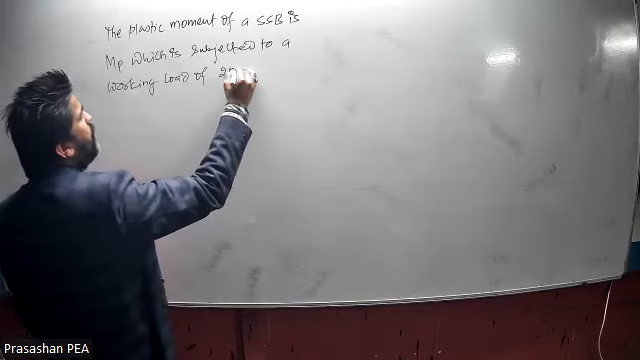 The plastic moment of a SSB is
Mp which is subjected to a
working load of
Prasashan PEA